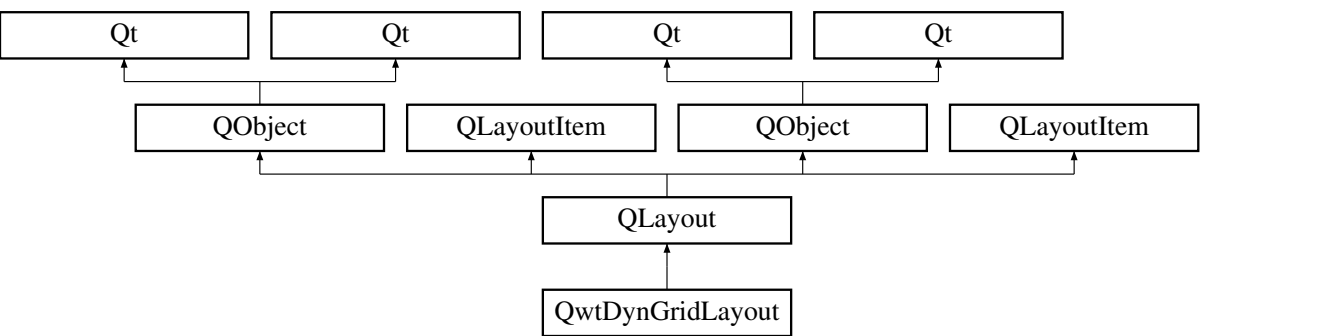 Qt
Qt
Qt
Qt
QObject
QLayoutItem
QObject
QLayoutItem
QLayout
QwtDynGridLayout